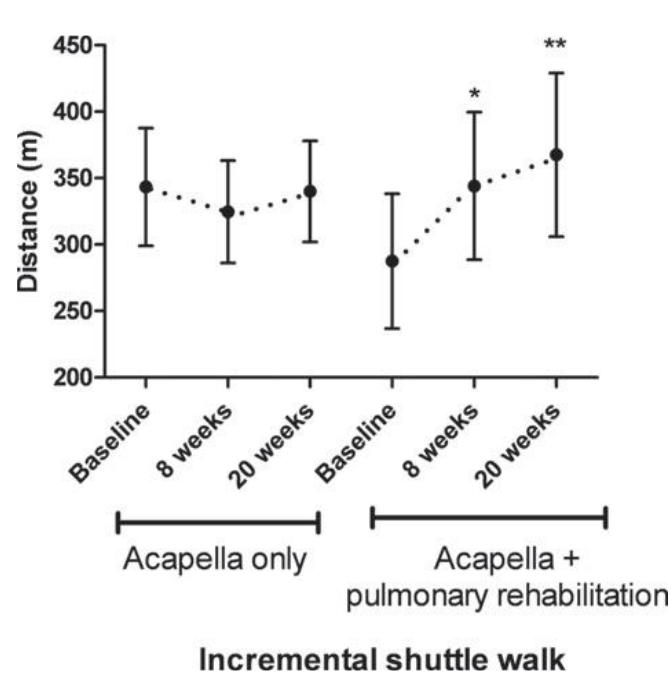 Distance (m)
450
400
350
300
250
200
*
**
Baseline
8 weeks
20 weeks
Baseline
8 weeks
20 weeks
Acapella only
Acapella +
pulmonary rehabilitation
Incremental shuttle walk